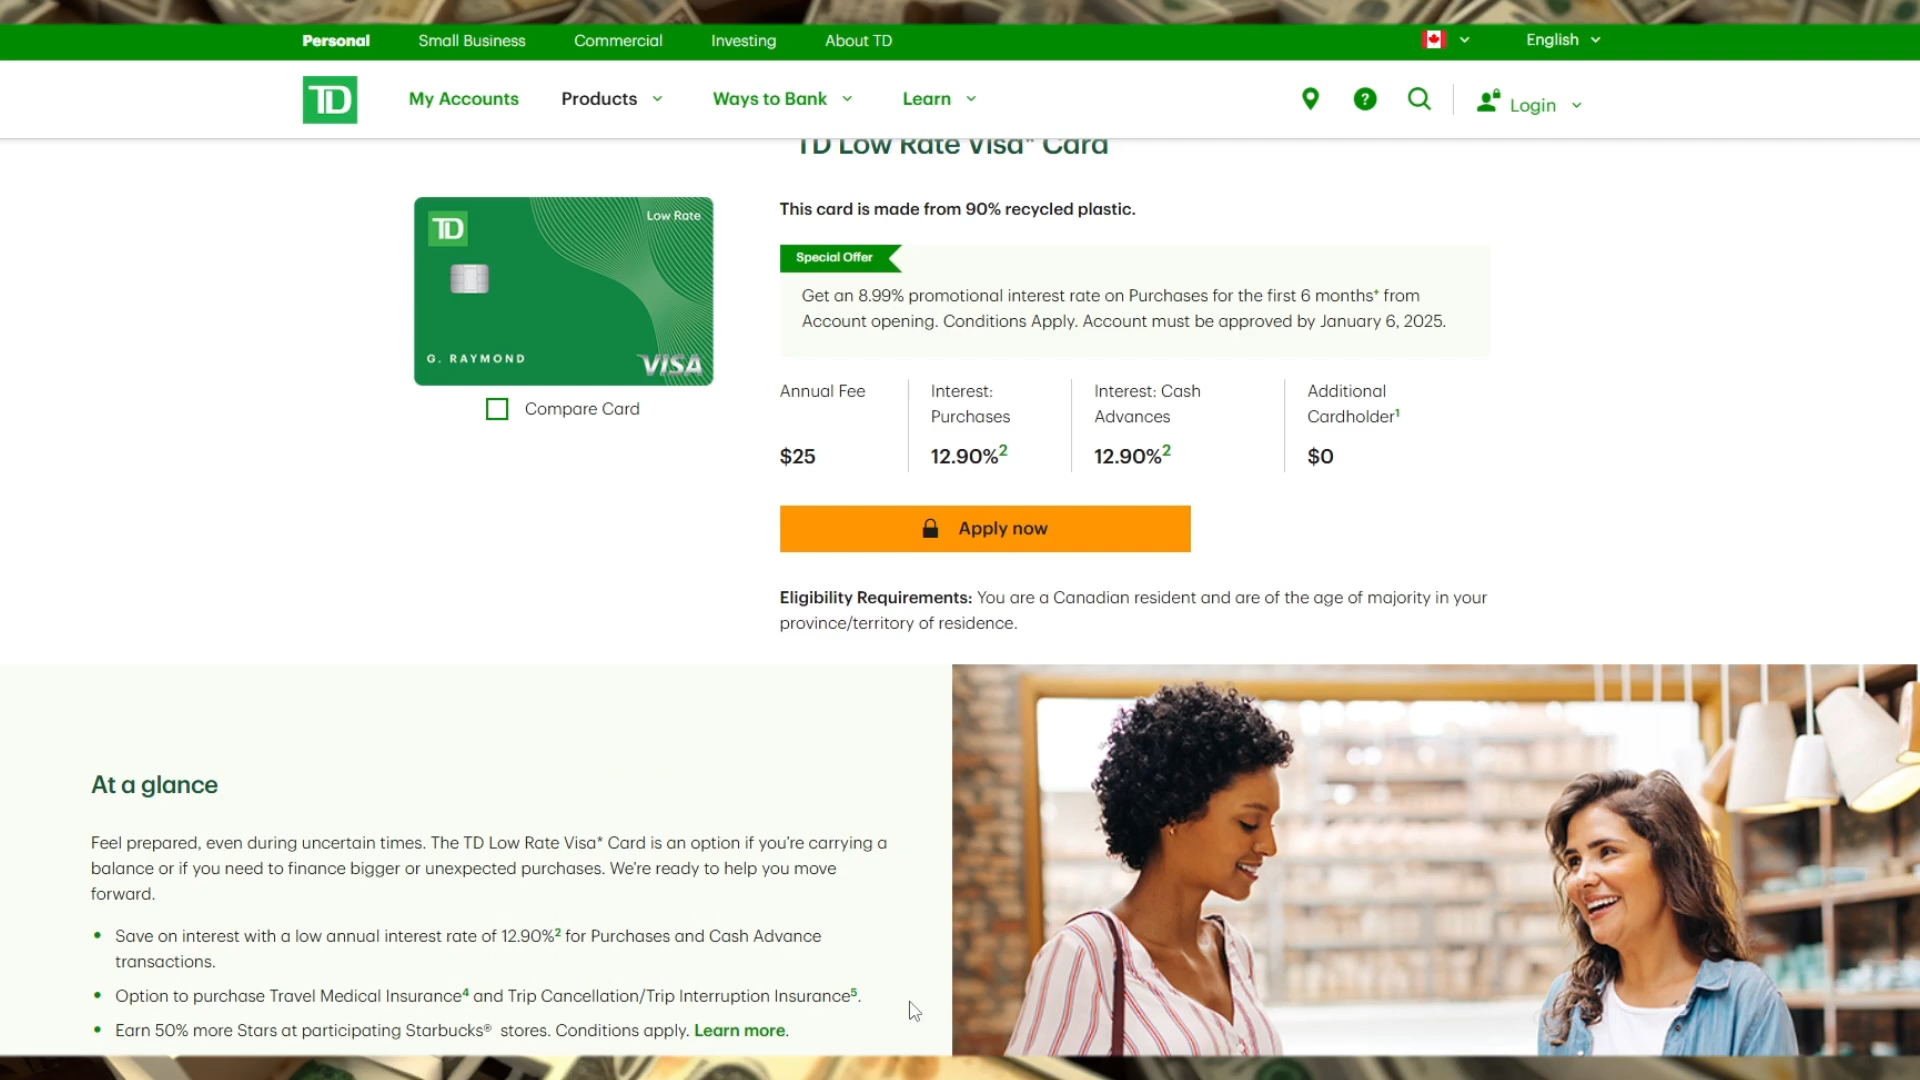 Personal
Small Business
Commercial
Investing
About TD
English
TD
My Accounts
Products
Ways to Bank
Learn
?
Login
TD Low Rate Visa* Card
This card is made from 90% recycled plastic.
TD
Low Rate
G. RAYMOND
VISA
Compare Card
Special Offer
Get an 8.99% promotional interest rate on Purchases for the first 6 months⁺ from
Account opening. Conditions Apply. Account must be approved by January 6, 2025.
Annual Fee
$25
Interest:
Purchases
12.90%²
Interest: Cash
Advances
12.90%²
Additional
Cardholder¹
$0
Apply now
Eligibility Requirements: You are a Canadian resident and are of the age of majority in your
province/territory of residence.
At a glance
Feel prepared, even during uncertain times. The TD Low Rate Visa* Card is an option if you're carrying a
balance or if you need to finance bigger or unexpected purchases. We're ready to help you move
forward.
• Save on interest with a low annual interest rate of 12.90%² for Purchases and Cash Advance
transactions.
• Option to purchase Travel Medical Insurance⁴ and Trip Cancellation/Trip Interruption Insurance⁵.
• Earn 50% more Stars at participating Starbucks® stores. Conditions apply. Learn more.